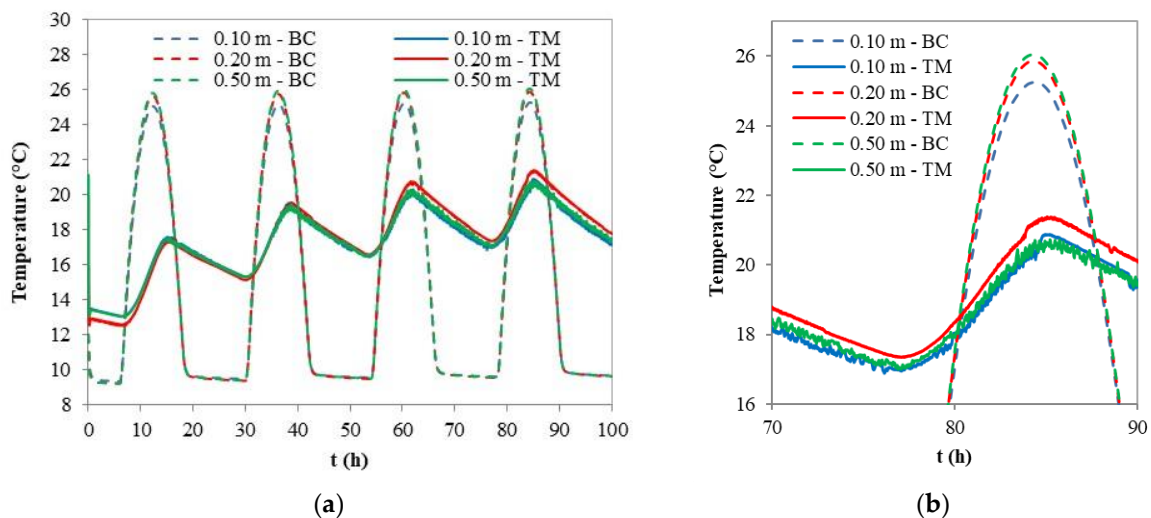 30
28
26
24
22
20
18
16
14
12
10
8
Temperature (°C)
0.10 m - BC
0.20 m - BC
0.50 m - BC
0.10 m - TM
0.20 m - TM
0.50 m - TM
0 10 20 30 40 50 60 70 80 90 100
t (h)
(a)
26
24
22
20
18
16
Temperature (°C)
0.10 m - BC
0.10 m - TM
0.20 m - BC
0.20 m - TM
0.50 m - BC
0.50 m - TM
70 80 90
t (h)
(b)